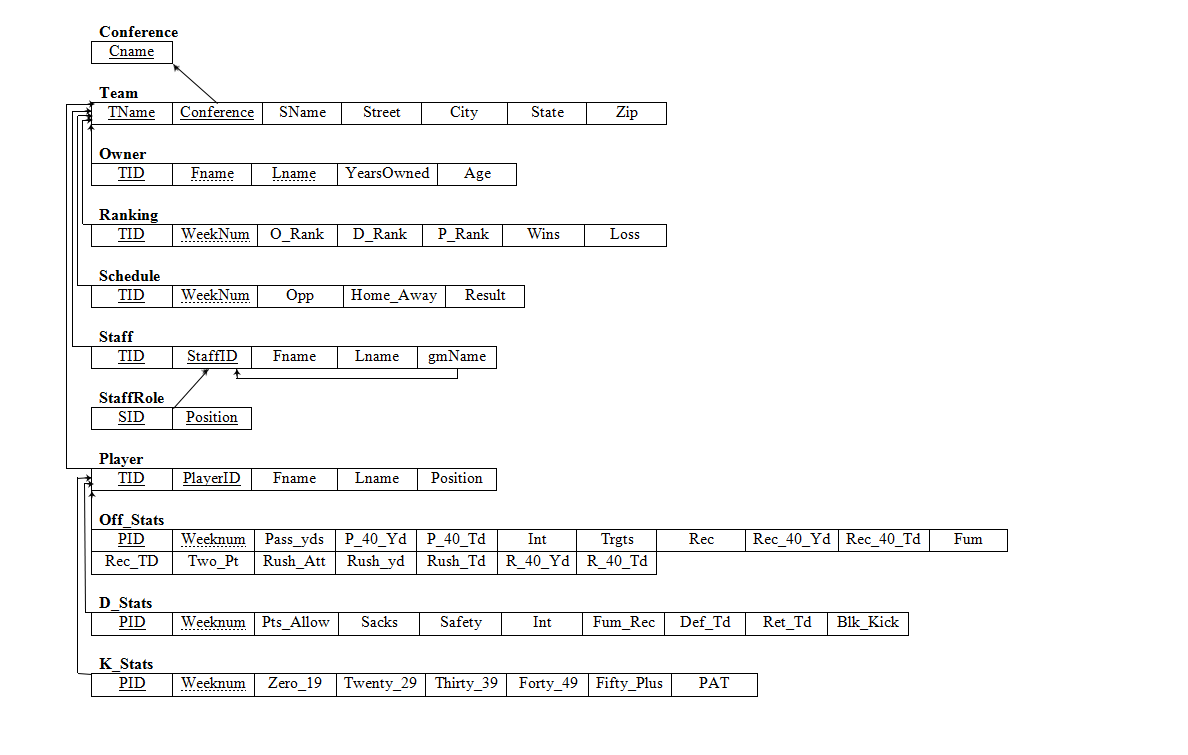 Conference
Cname
Team
TName Conference SName Street City State Zip
Owner
TID Fname Lname YearsOwned Age
Ranking
TID WeekNum O_Rank D_Rank P_Rank Wins Loss
Schedule
TID WeekNum Opp Home_Away Result
Staff
TID StaffID Fname Lname gmName
StaffRole
SID Position
Player
TID PlayerID Fname Lname Position
Off_Stats
PID Weeknum Pass_yds P_40_Yd P_40_Td Int Trgts Rec Rec_40_Yd Rec_40_Td Fum
Rec_TD Two_Pt Rush_Att Rush_yd Rush_Td R_40_Yd R_40_Td
D_Stats
PID Weeknum Pts_Allow Sacks Safety Int Fum_Rec Def_Td Ret_Td Blk_Kick
K_Stats
PID Weeknum Zero_19 Twenty_29 Thirty_39 Forty_49 Fifty_Plus PAT